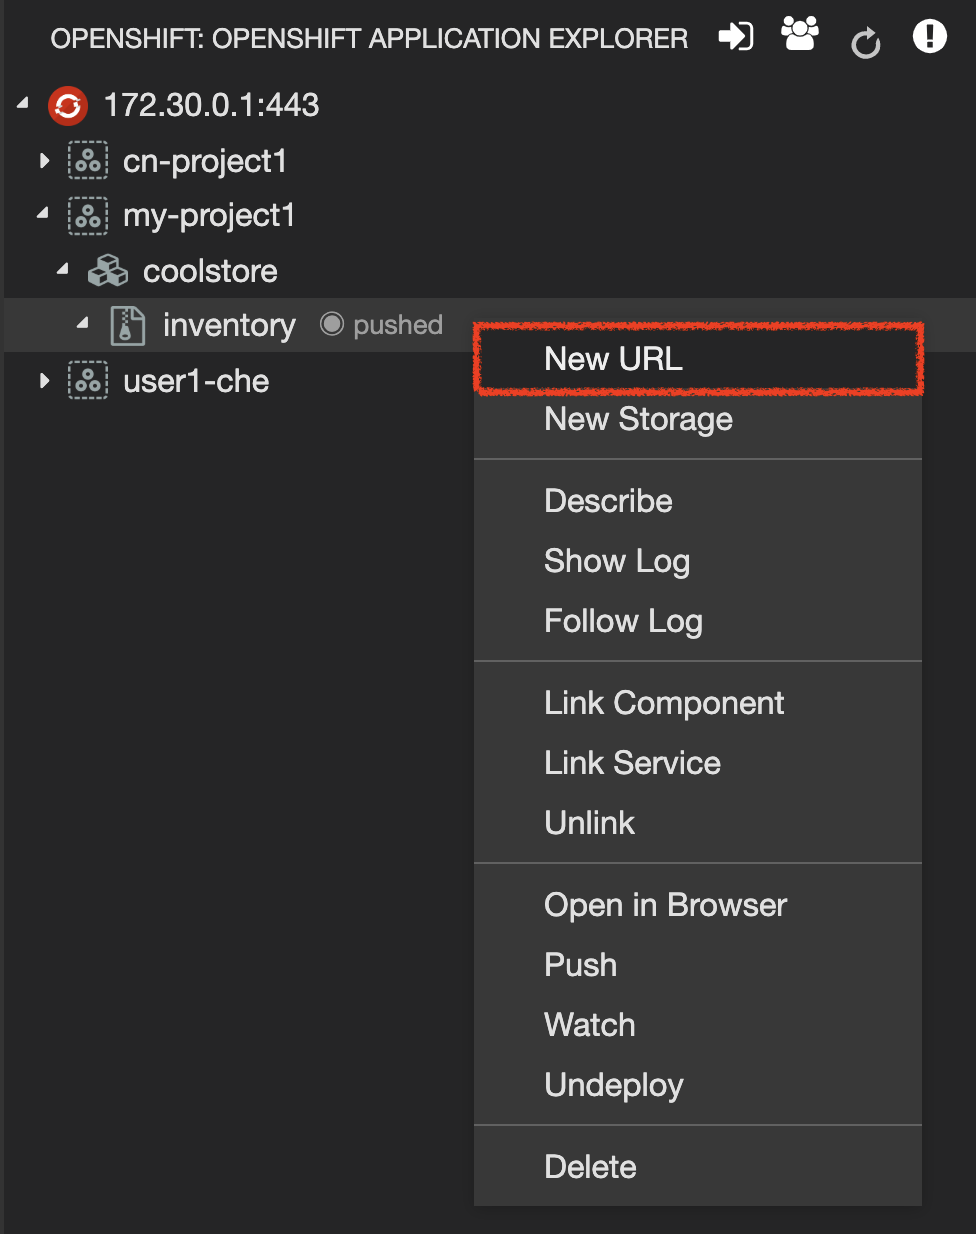 OPENSHIFT: OPENSHIFT APPLICATION EXPLORER
172.30.0.1:443
cn-project1
my-project1
coolstore
inventory pushed
user1-che
New URL
New Storage
Describe
Show Log
Follow Log
Link Component
Link Service
Unlink
Open in Browser
Push
Watch
Undeploy
Delete